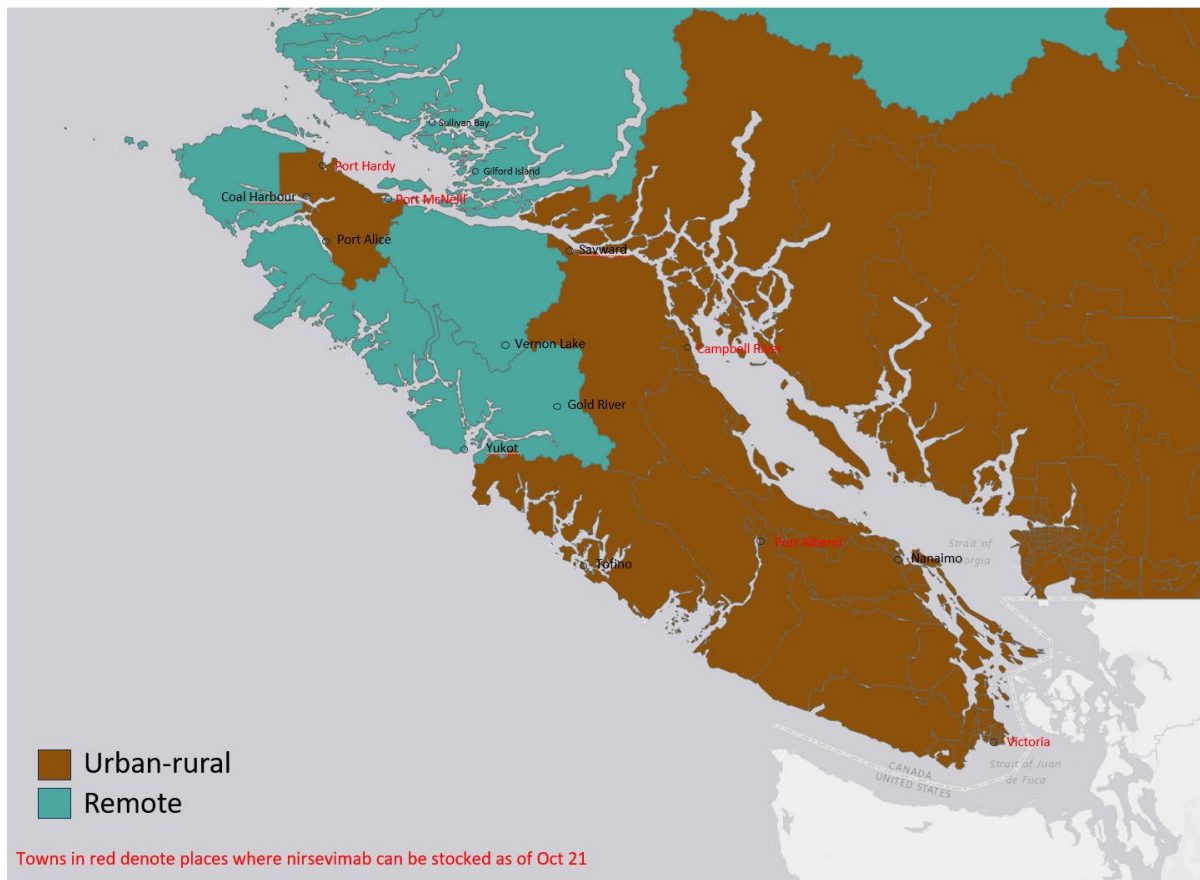 Sullivan Bay
Port Hardy
Gilford Island
Coal Harbour
Port McNeill
Port Alice
Sayward
Vernon Lake
Campbell River
Gold River
Yukot
Port Alberni
Strait of
Georgia
Nanaimo
Tofino
Victoria
Urban-rural
Remote
CANADA
UNITED STATES
Strait of Juan
de Fuca
Towns in red denote places where nirsevimab can be stocked as of Oct 21